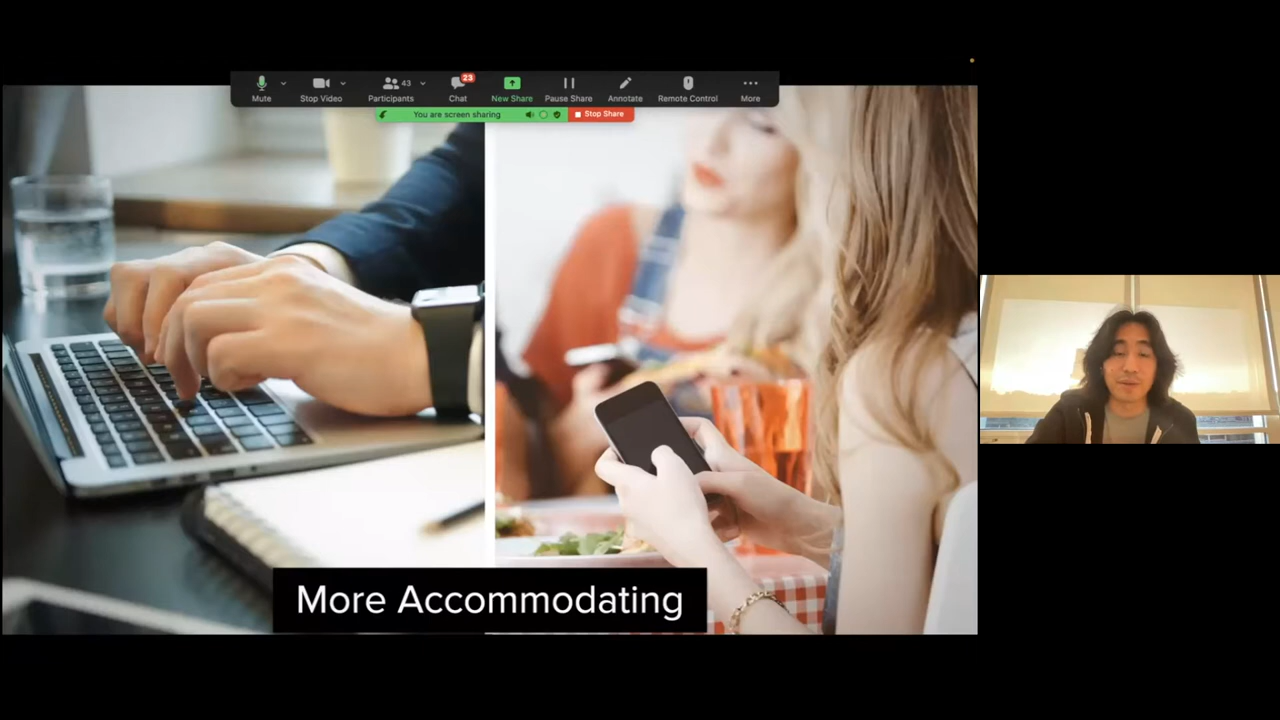 43
23
Mute
Stop Video
Participants
Chat
New Share
Pause Share
Annotate
Remote Control
More
You are screen sharing
Stop Share
More Accommodating